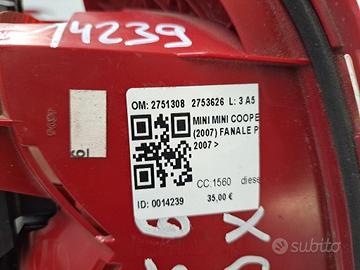 14239
OM: 2751308 2753626 L: 3 A5
MINI MINI COOPE
(2007) FANALE P
2007 >
CC:1560 diese
ID: 0014239
35,00 €
DX
subito